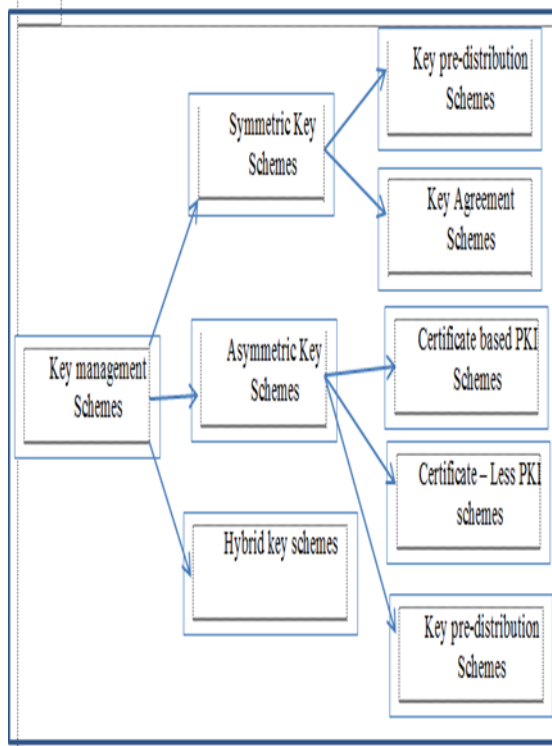 Key pre-distribution
Schemes
Symmetric Key
Schemes
Key Agreement
Schemes
Key management
Schemes
Asymmetric Key
Schemes
Certificate based PKI
Schemes
Certificate – Less PKI
schemes
Hybrid key schemes
Key pre-distribution
Schemes